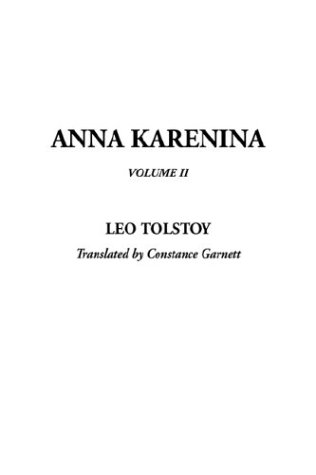 ANNA KARENINA
VOLUME II
LEO TOLSTOY
Translated by Constance Garnett